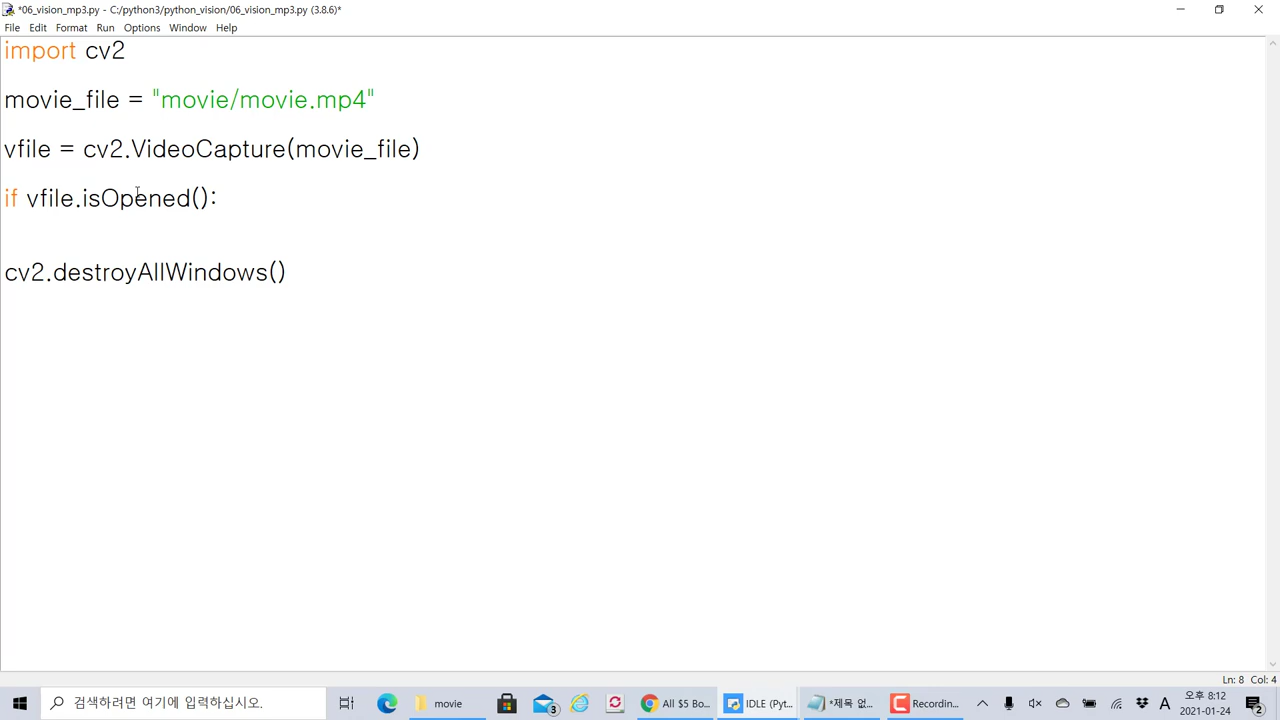 *06_vision_mp3.py - C:/python3/python_vision/06_vision_mp3.py (3.8.6)*
File Edit Format Run Options Window Help
import cv2
movie_file = "movie/movie.mp4"
vfile = cv2.VideoCapture(movie_file)
if vfile.isOpened():
cv2.destroyAllWindows()
Ln: 8 Col: 4
검색하려면 여기에 입력하십시오.
movie
3
All $5 Bo...
IDLE (Pyt...
*제목 없...
Recordin...
A
오후 8:12
2021-01-24
2